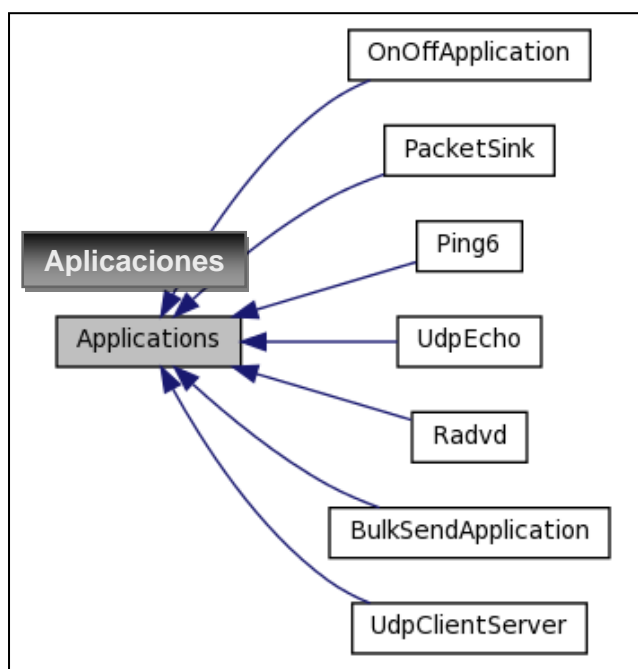 OnOffApplication
PacketSink
Aplicaciones
Ping6
Applications
UdpEcho
Radvd
BulkSendApplication
UdpClientServer